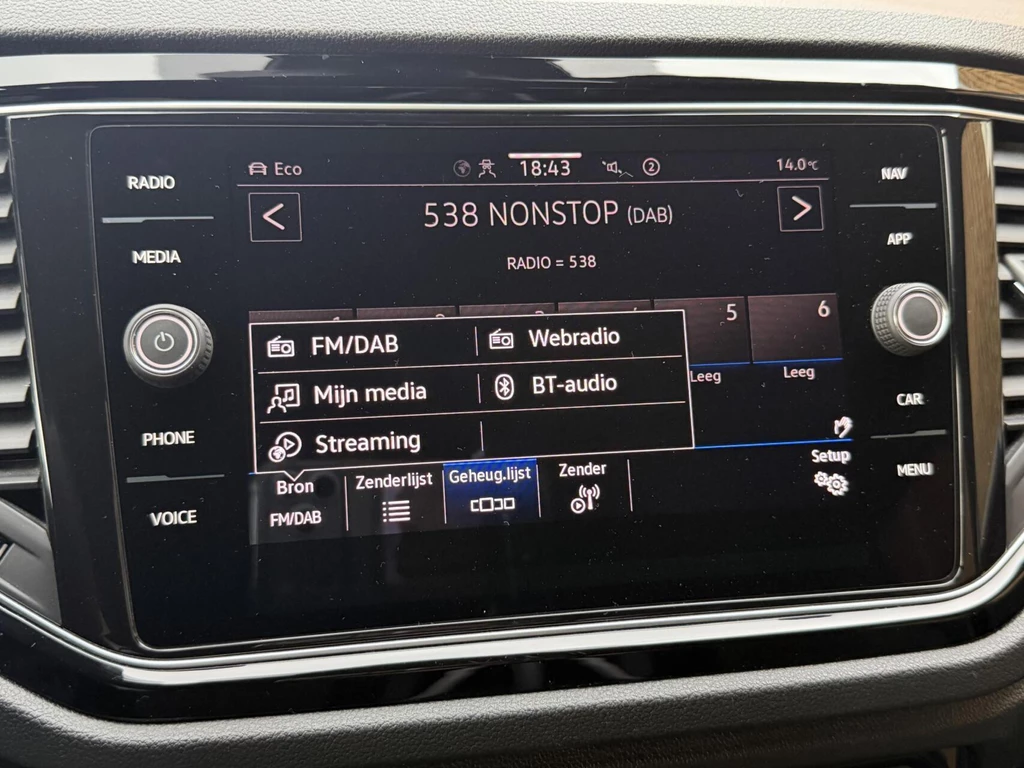 RADIO
MEDIA
PHONE
VOICE
Eco
18:43
2
14.0°C
538 NONSTOP (DAB)
RADIO = 538
5
6
Leeg
Leeg
FM/DAB
Webradio
Mijn media
BT-audio
Streaming
Bron
FM/DAB
Zenderlijst
Geheug.lijst
Zender
Setup
NAV
APP
CAR
MENU